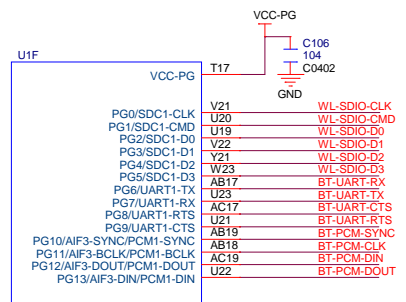 VCC-PG
U1F
C106
104
C0402
GND
VCC-PG T17
PG0/SDC1-CLK V21 WL-SDIO-CLK
PG1/SDC1-CMD U20 WL-SDIO-CMD
PG2/SDC1-D0 U19 WL-SDIO-D0
PG3/SDC1-D1 V22 WL-SDIO-D1
PG4/SDC1-D2 Y21 WL-SDIO-D2
PG5/SDC1-D3 W23 WL-SDIO-D3
PG6/UART1-TX AB17 BT-UART-RX
PG7/UART1-RX U23 BT-UART-TX
PG8/UART1-RTS AC17 BT-UART-CTS
PG9/UART1-CTS U21 BT-UART-RTS
PG10/AIF3-SYNC/PCM1-SYNC AB19 BT-PCM-SYNC
PG11/AIF3-BCLK/PCM1-BCLK AB18 BT-PCM-CLK
PG12/AIF3-DOUT/PCM1-DOUT AC19 BT-PCM-DIN
PG13/AIF3-DIN/PCM1-DIN U22 BT-PCM-DOUT